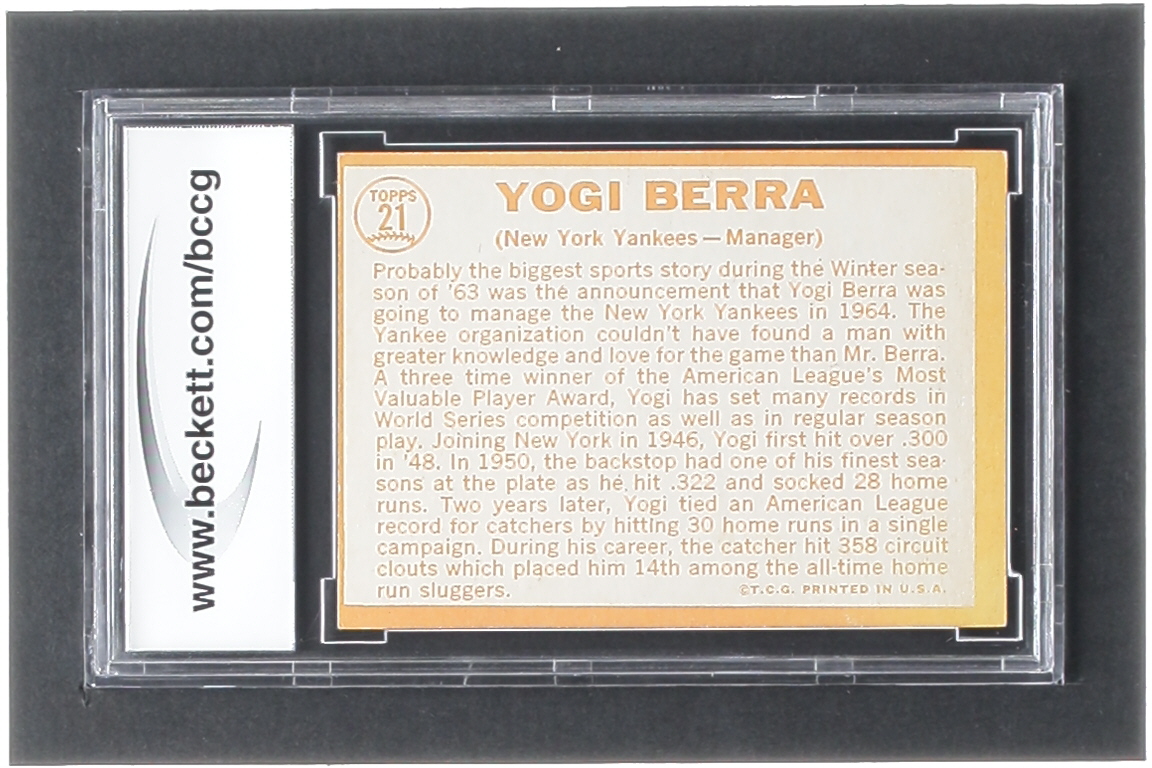 www.beckett.com/bccg
TOPPS
21
YOGI BERRA
(New York Yankees — Manager)
Probably the biggest sports story during the Winter sea-
son of '63 was the announcement that Yogi Berra was
going to manage the New York Yankees in 1964. The
Yankee organization couldn't have found a man with
greater knowledge and love for the game than Mr. Berra.
A three time winner of the American League's Most
Valuable Player Award, Yogi has set many records in
World Series competition as well as in regular season
play. Joining New York in 1946, Yogi first hit over .300
in '48. In 1950, the backstop had one of his finest sea-
sons at the plate as he hit .322 and socked 28 home
runs. Two years later, Yogi tied an American League
record for catchers by hitting 30 home runs in a single
campaign. During his career, the catcher hit 358 circuit
clouts which placed him 14th among the all-time home
run sluggers.
©T.C.G. PRINTED IN U.S.A.